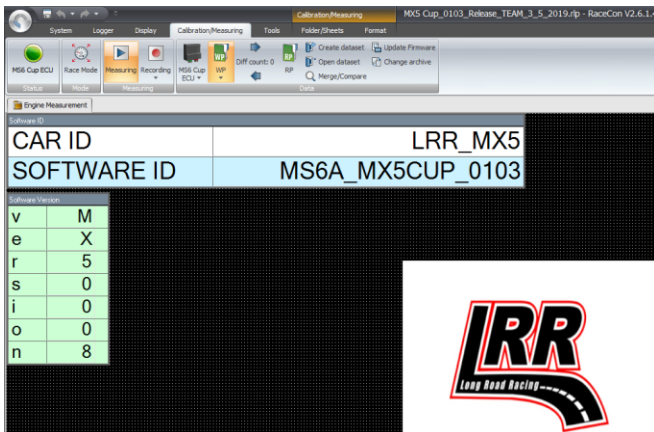 Calibration/Measuring MX5 Cup_0103_Release_TEAM_3_5_2019.rlp - RaceCon V2.6.1.
System Logger Display Calibration/Measuring Tools Folder/Sheets Format
MS6 Cup ECU
Race Mode
Measuring
Recording
MS6 Cup ECU
WP
WP
Diff count: 0
RP
RP
Create dataset
Open dataset
Merge/Compare
Update Firmware
Change archive
Status Mode Measuring Data
Engine Measurement
Software ID
CAR ID LRR_MX5
SOFTWARE ID MS6A_MX5CUP_0103
Software Version
v M
e X
r 5
s 0
i 0
o 0
n 8
LRR
Long Road Racing